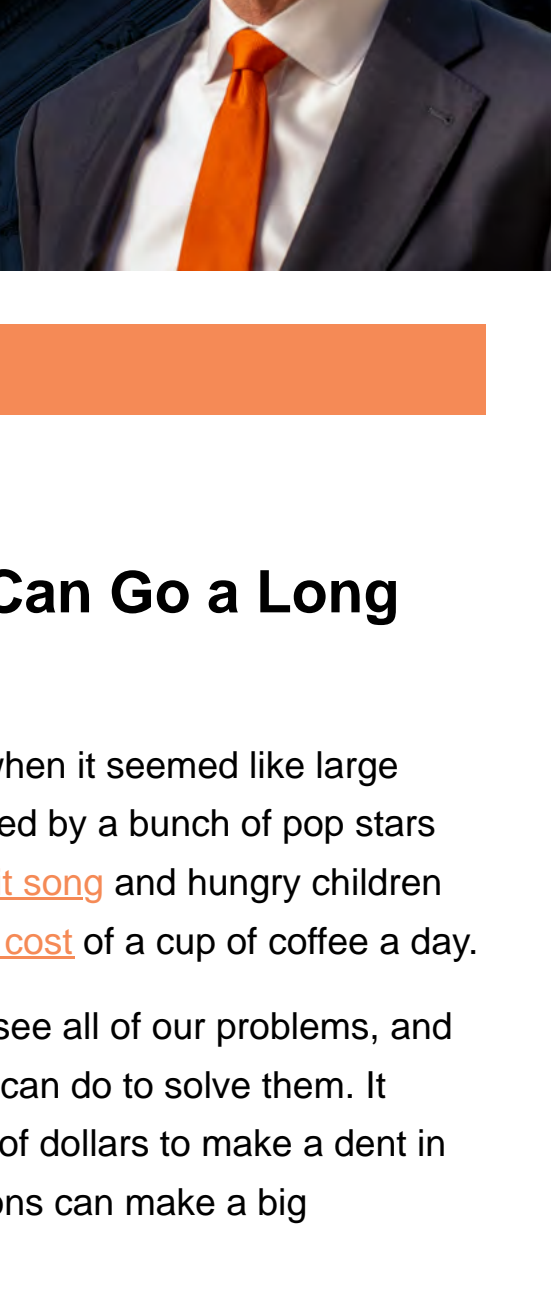 Can Go a Long
when it seemed like large
ed by a bunch of pop stars
t song and hungry children
cost of a cup of coffee a day.
see all of our problems, and
can do to solve them. It
of dollars to make a dent in
ons can make a big